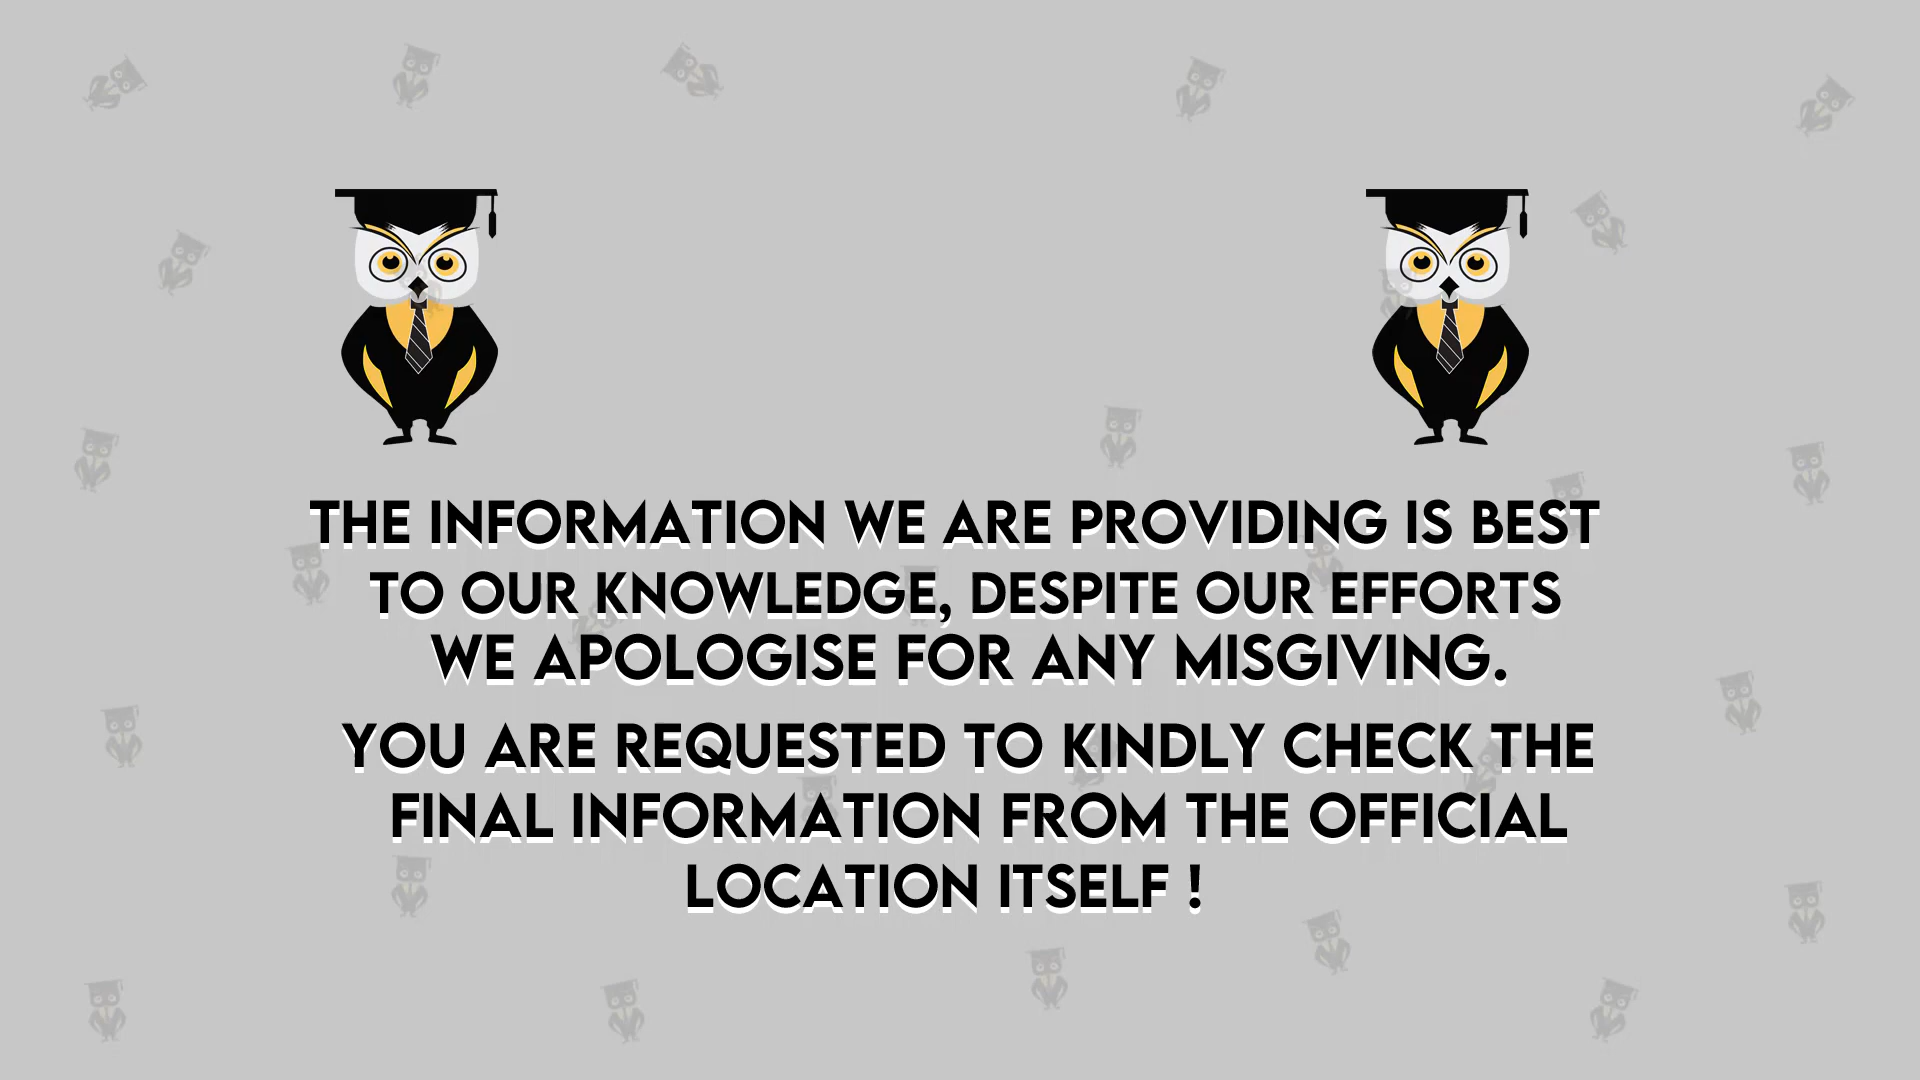 THE INFORMATION WE ARE PROVIDING IS BEST
TO OUR KNOWLEDGE, DESPITE OUR EFFORTS
WE APOLOGISE FOR ANY MISGIVING.
YOU ARE REQUESTED TO KINDLY CHECK THE
FINAL INFORMATION FROM THE OFFICIAL
LOCATION ITSELF !